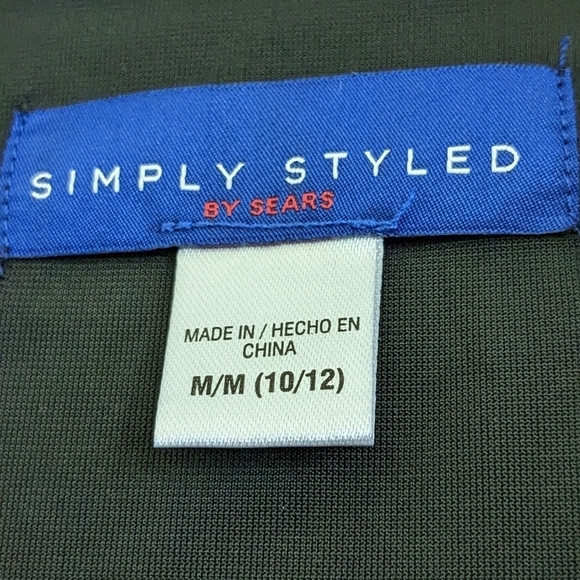 SIMPLY STYLED
BY SEARS
MADE IN / HECHO EN
CHINA
M/M (10/12)